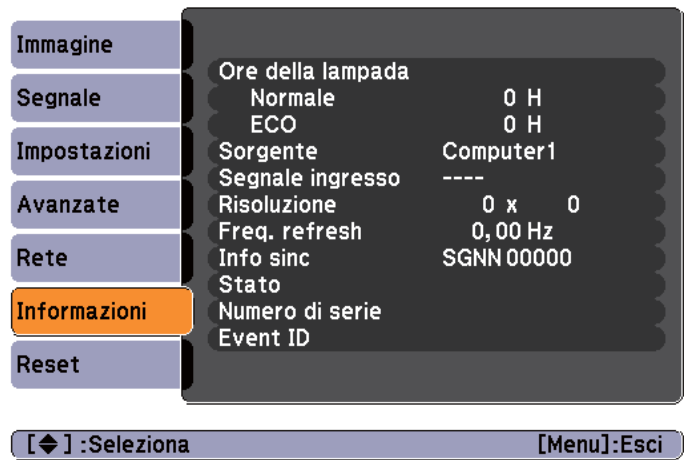 Immagine
Segnale
Impostazioni
Avanzate
Rete
Informazioni
Reset
Ore della lampada
Normale 0 H
ECO 0 H
Sorgente Computer1
Segnale ingresso ----
Risoluzione 0 x 0
Freq. refresh 0,00 Hz
Info sinc SGNN 00000
Stato
Numero di serie
Event ID
[◆] :Seleziona [Menu]:Esci